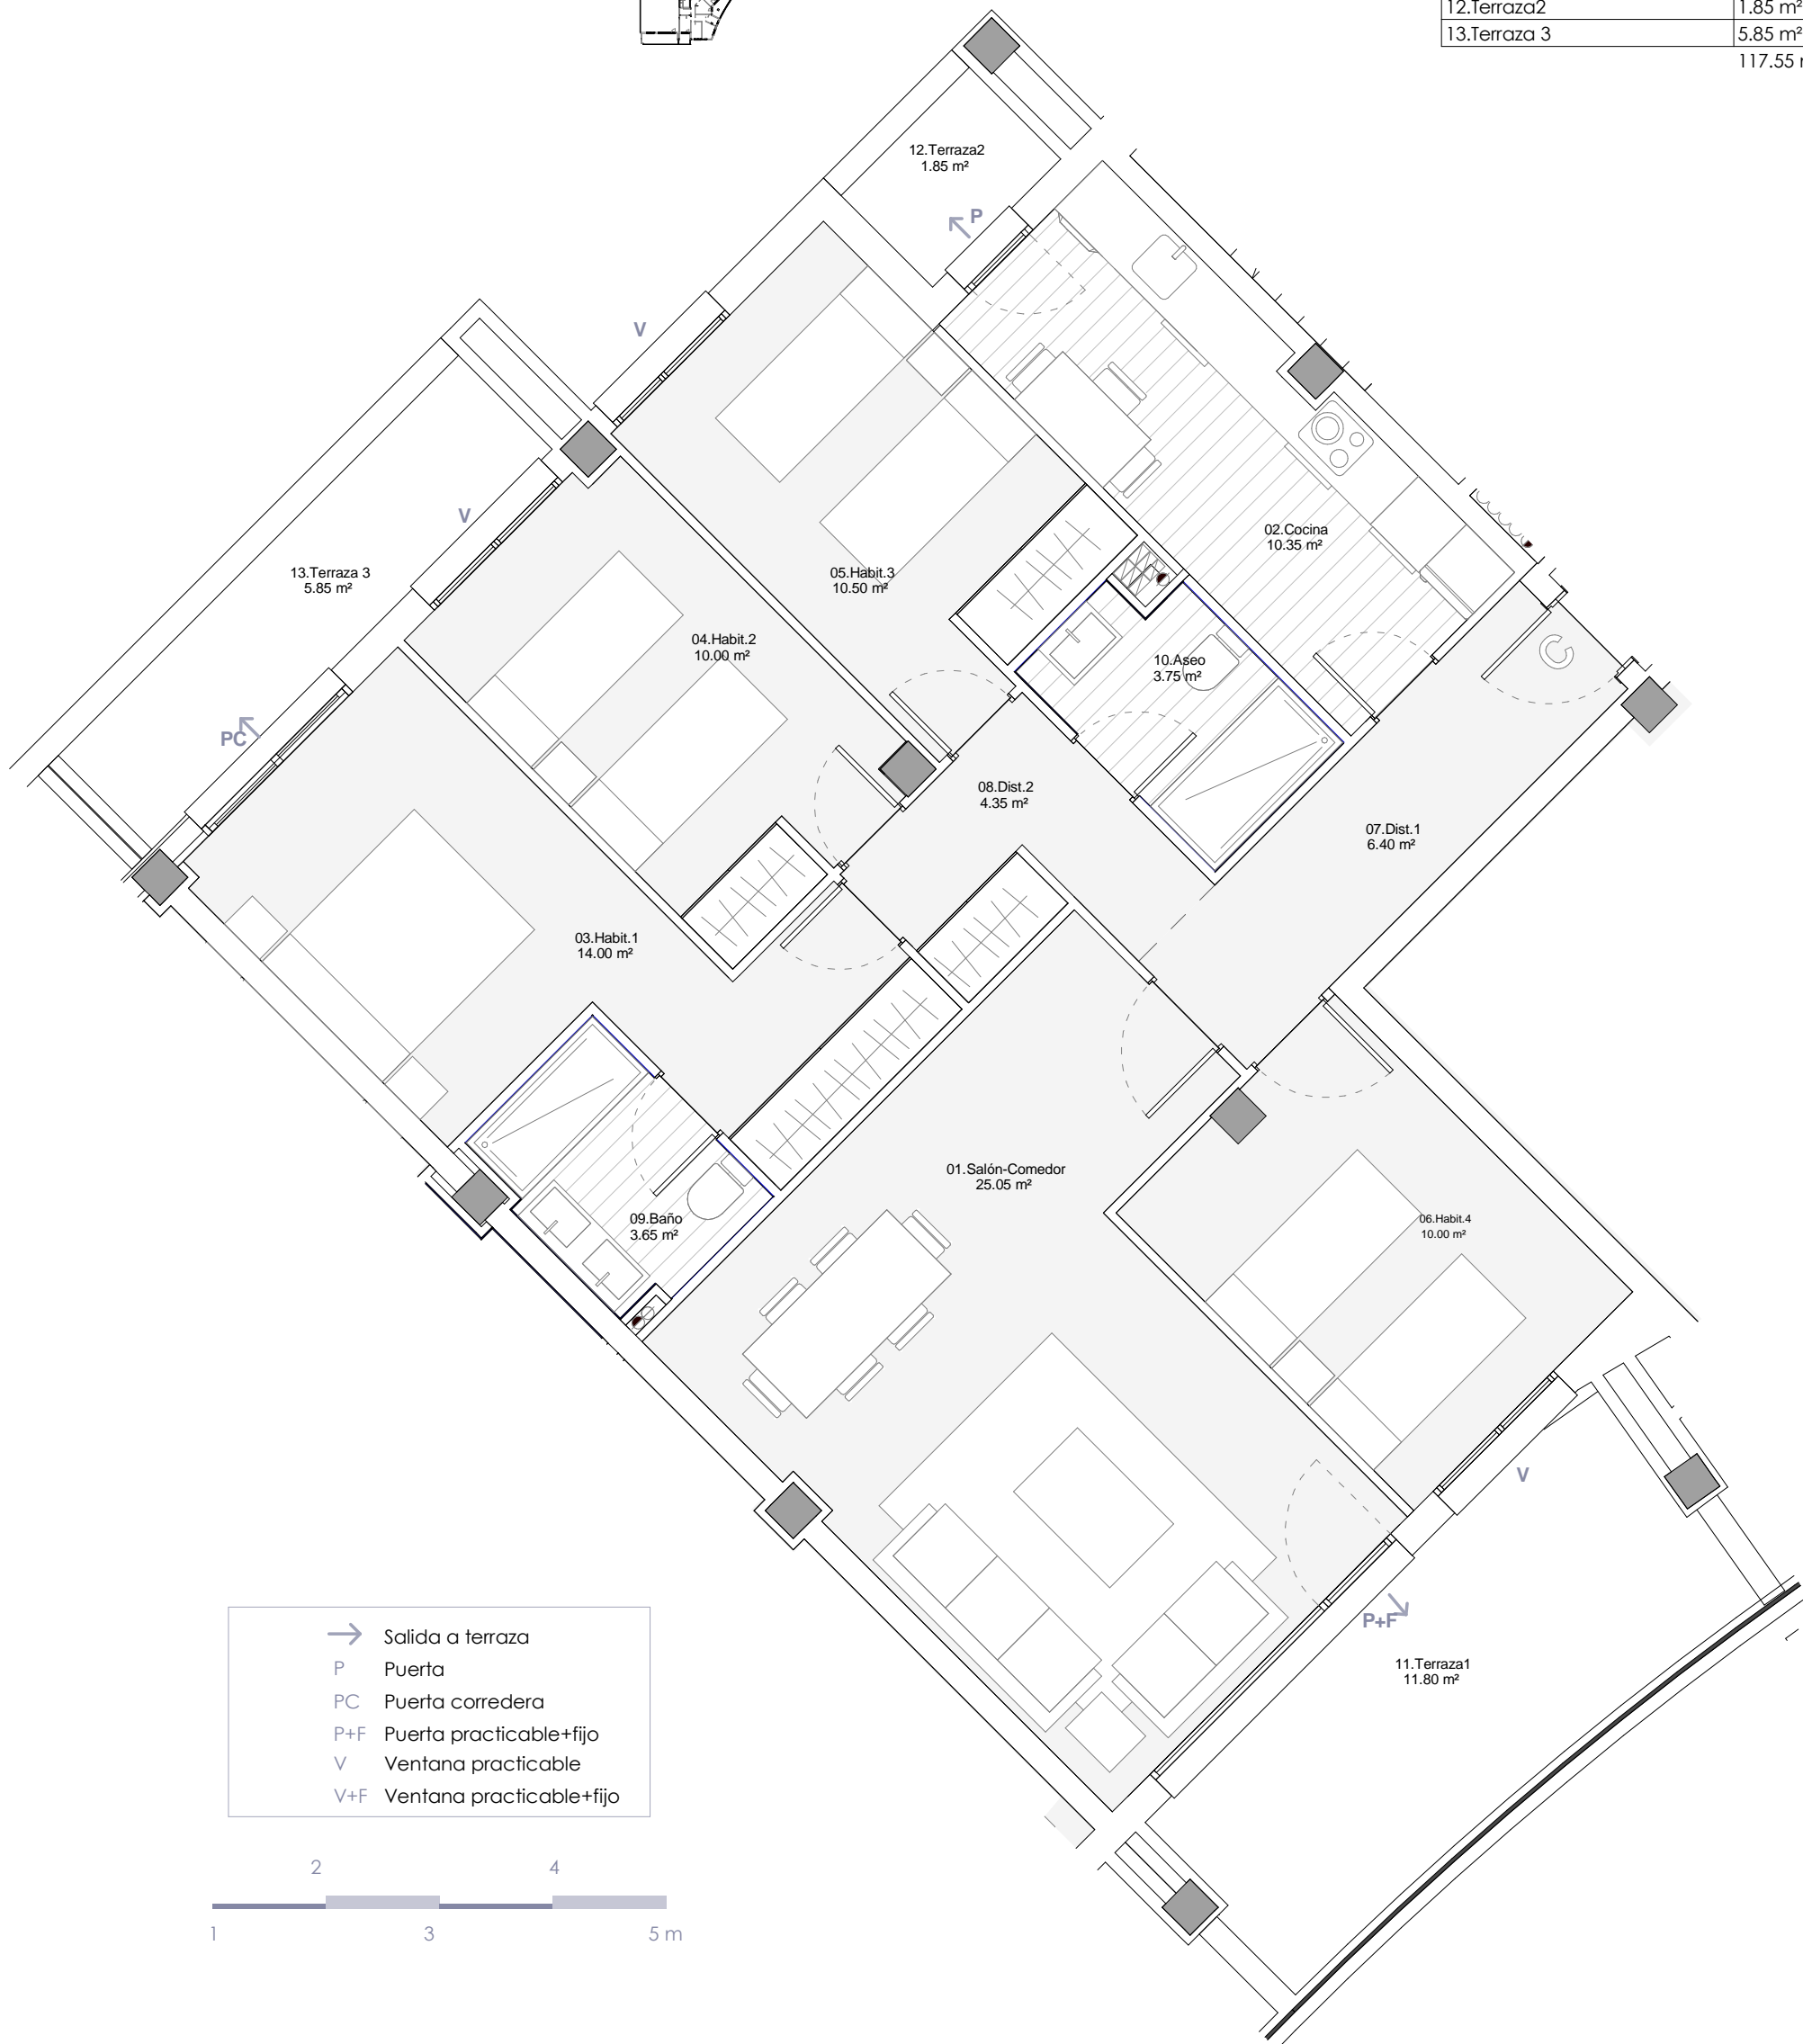 12.Terraza2 1.85 m²
13.Terraza 3 5.85 m²
117.55
12.Terraza2
1.85 m²
P
V
V
13.Terraza 3
5.85 m²
02.Cocina
10.35 m²
05.Habit.3
10.50 m²
04.Habit.2
10.00 m²
10.Aseo
3.75 m²
C
PC
08.Dist.2
4.35 m²
07.Dist.1
6.40 m²
03.Habit.1
14.00 m²
01.Salón-Comedor
25.05 m²
09.Baño
3.65 m²
06.Habit.4
10.00 m²
V
P+F
11.Terraza1
11.80 m²
Salida a terraza
P Puerta
PC Puerta corredera
P+F Puerta practicable+fijo
V Ventana practicable
V+F Ventana practicable+fijo
2 4
1 3 5 m